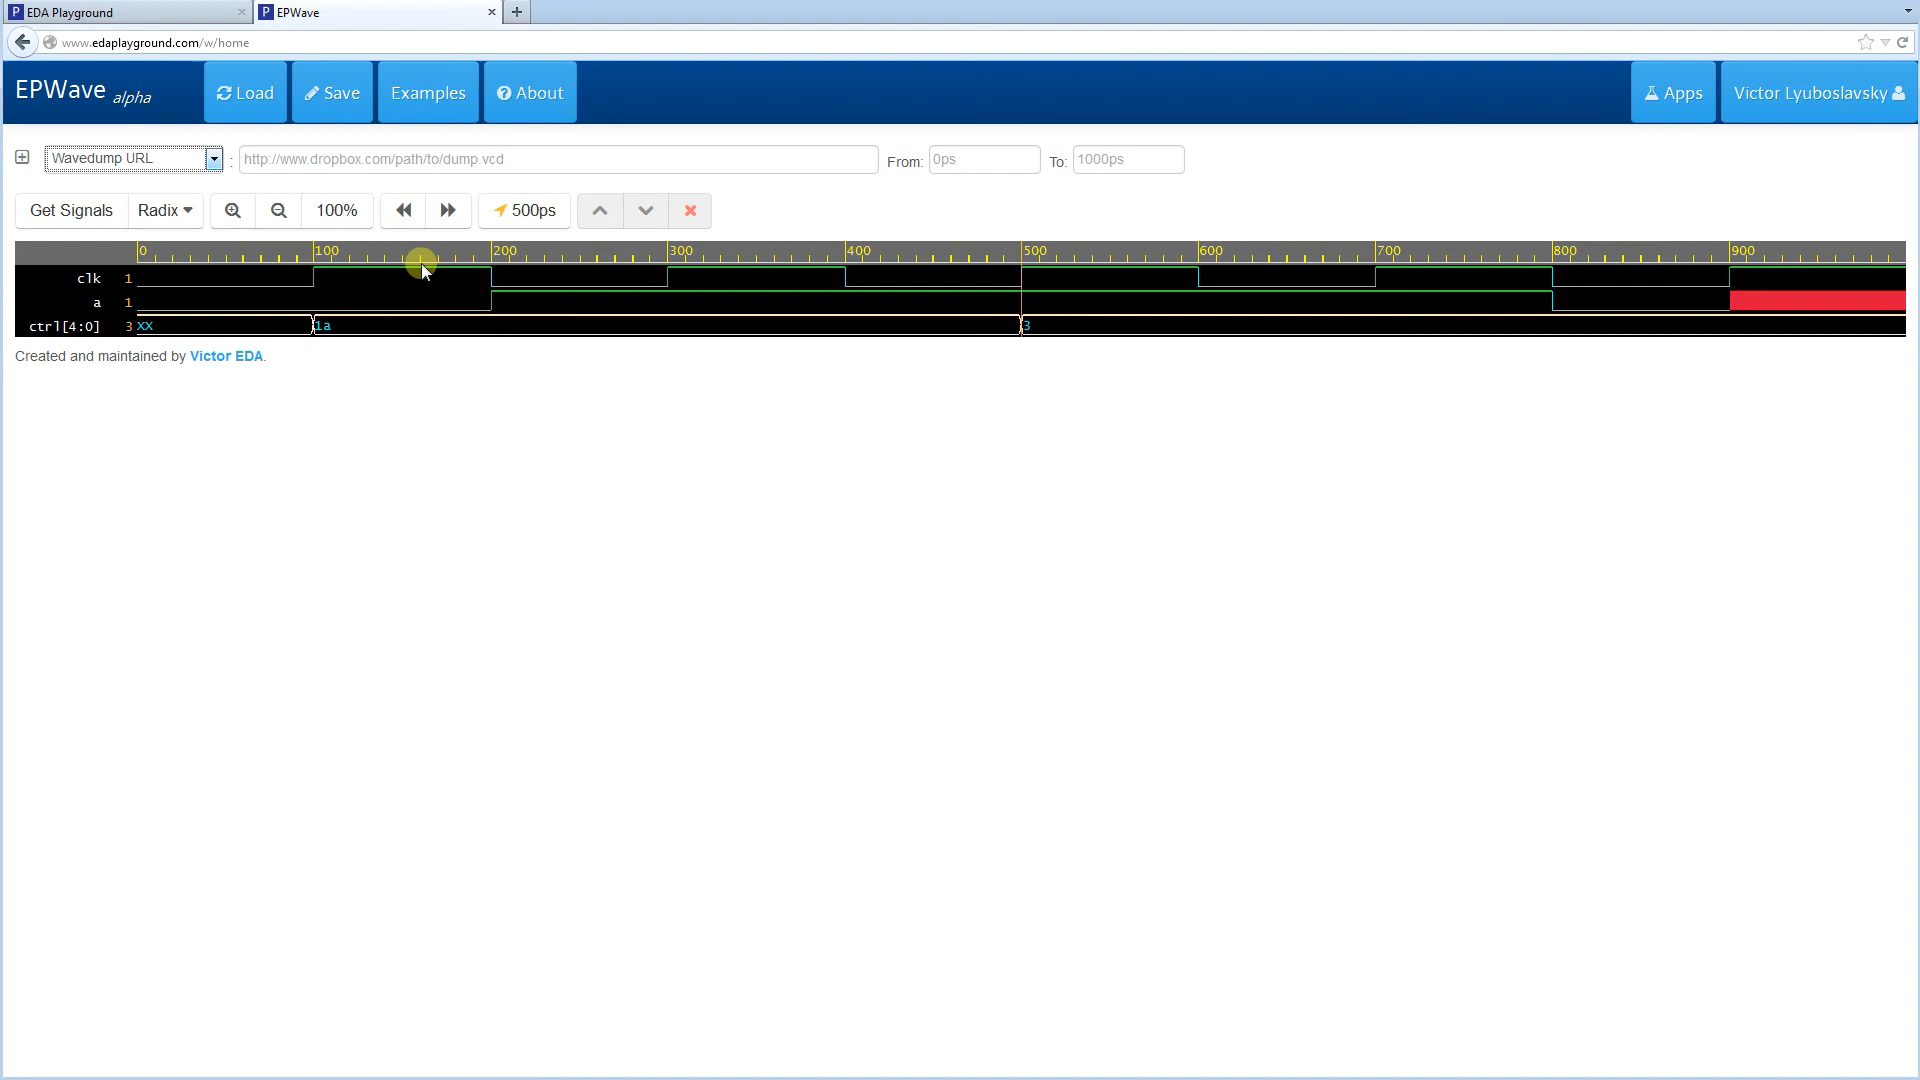 EDA Playground × EPWave × +
www.edaplayground.com/w/home
EPWave alpha Load Save Examples About Apps Victor Lyuboslavsky
Wavedump URL : http://www.dropbox.com/path/to/dump.vcd From: 0ps To: 1000ps
Get Signals Radix 100% 500ps
0 100 200 300 400 500 600 700 800 900
clk 1
a 1
ctrl[4:0] 3 XX 1a 3
Created and maintained by Victor EDA.